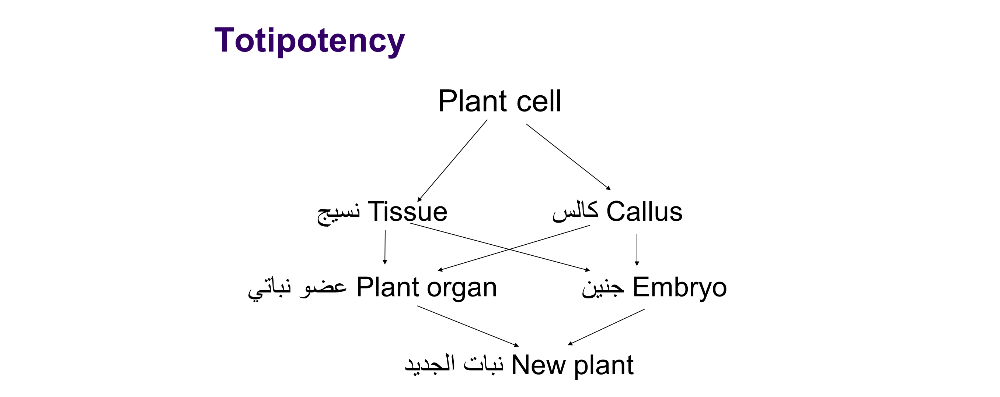 Totipotency
Plant cell
نسيج Tissue
كالس Callus
عضو نباتي Plant organ
جنين Embryo
نبات الجديد New plant